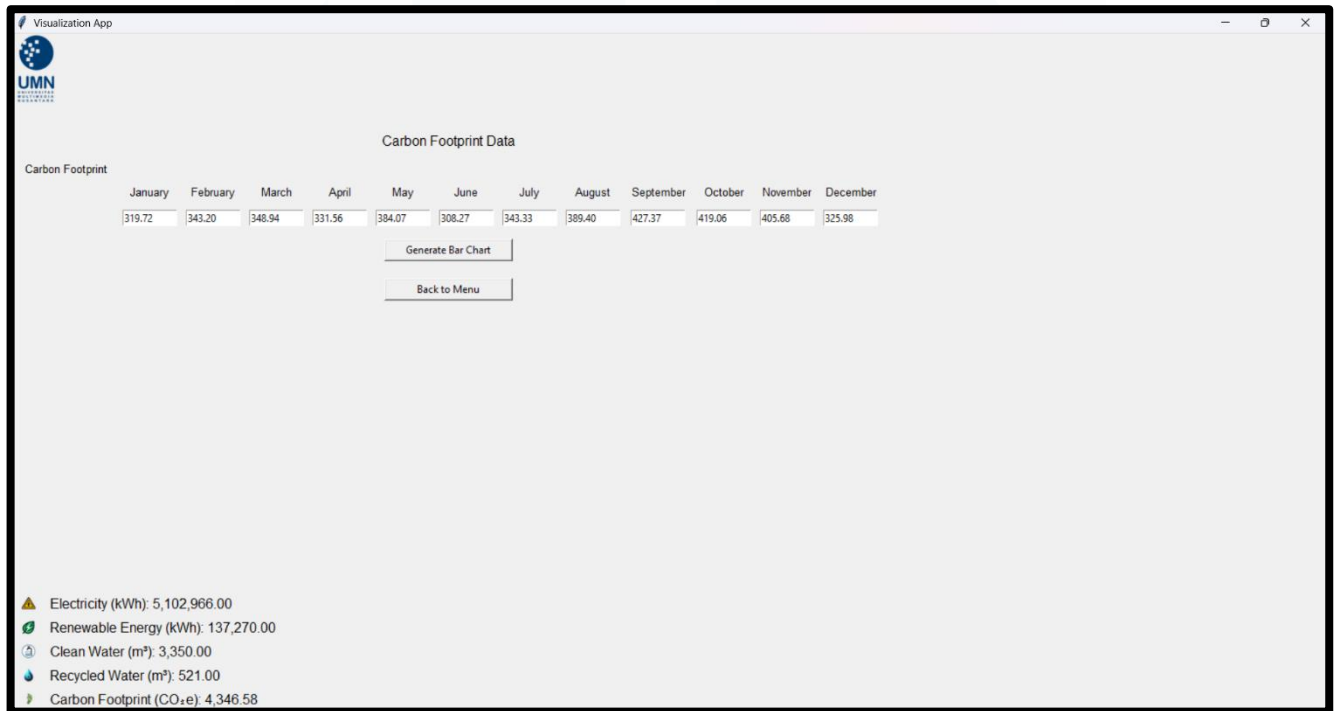 Visualization App
UMN
UNIVERSITAS
MULTIMEDIA
NUSANTARA
Carbon Footprint Data
Carbon Footprint
January February March April May June July August September October November December
319.72 343.20 348.94 331.56 384.07 308.27 343.33 389.40 427.37 419.06 405.68 325.98
Generate Bar Chart
Back to Menu
Electricity (kWh): 5,102,966.00
Renewable Energy (kWh): 137,270.00
Clean Water (m³): 3,350.00
Recycled Water (m³): 521.00
Carbon Footprint (CO₂e): 4,346.58